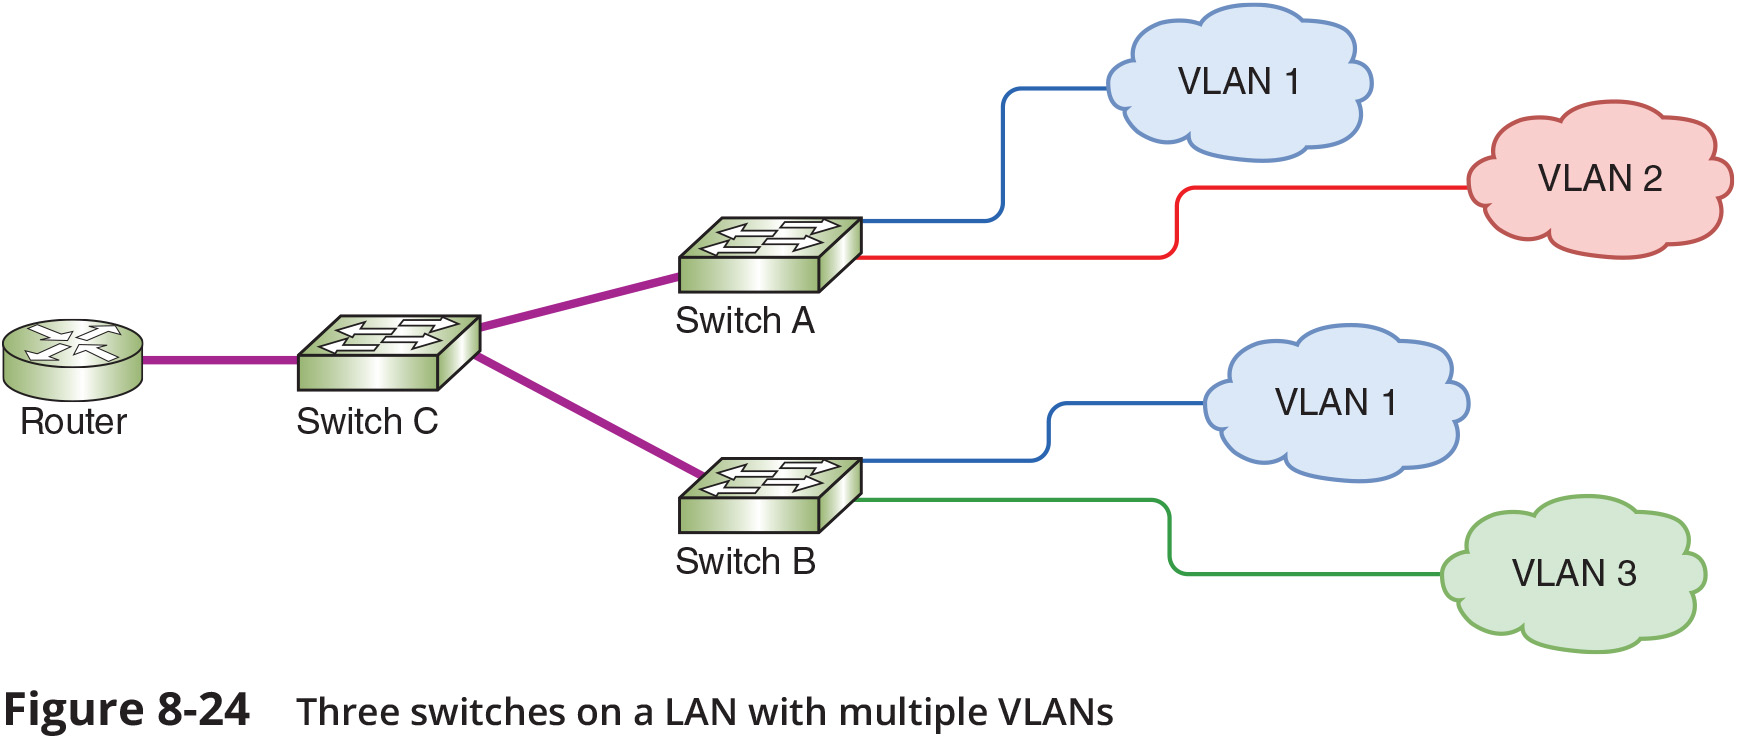 VLAN 1
VLAN 2
Switch A
Router
Switch C
VLAN 1
Switch B
VLAN 3
Figure 8-24 Three switches on a LAN with multiple VLANs